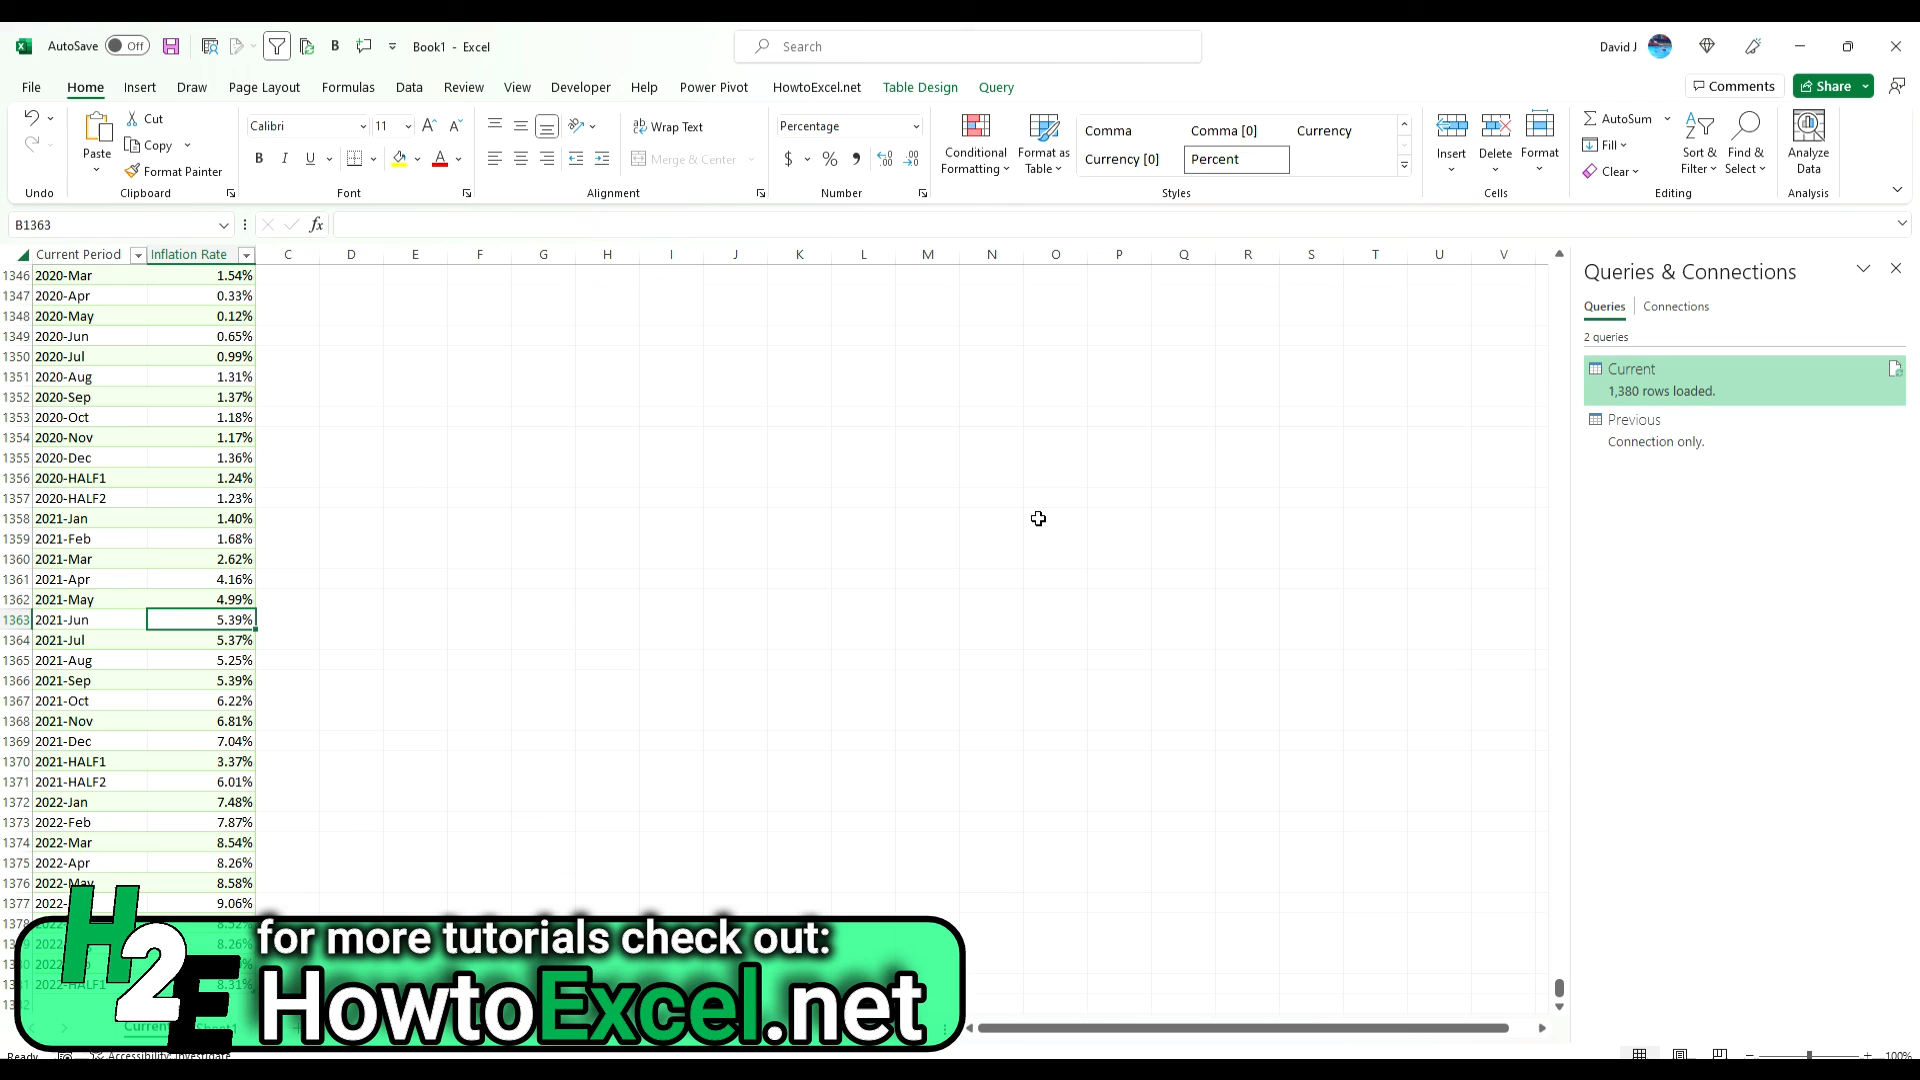 AutoSave Off Book1 - Excel Search David J
File Home Insert Draw Page Layout Formulas Data Review View Developer Help Power Pivot HowtoExcel.net Table Design Query Comments Share
Cut
Copy
Format Painter
Paste
Calibri 11
B I U
Wrap Text
Merge & Center
Percentage
$ % ,
Conditional Formatting
Format as Table
Comma Comma [0] Currency
Currency [0] Percent
Insert Delete Format
AutoSum
Fill
Clear
Sort & Filter
Find & Select
Analyze Data
Undo Clipboard Font Alignment Number Styles Cells Editing Analysis
B1363 fx
Current Period Inflation Rate C D E F G H I J K L M N O P Q R S T U V
1346 2020-Mar 1.54%
1347 2020-Apr 0.33%
1348 2020-May 0.12%
1349 2020-Jun 0.65%
1350 2020-Jul 0.99%
1351 2020-Aug 1.31%
1352 2020-Sep 1.37%
1353 2020-Oct 1.18%
1354 2020-Nov 1.17%
1355 2020-Dec 1.36%
1356 2020-HALF1 1.24%
1357 2020-HALF2 1.23%
1358 2021-Jan 1.40%
1359 2021-Feb 1.68%
1360 2021-Mar 2.62%
1361 2021-Apr 4.16%
1362 2021-May 4.99%
1363 2021-Jun 5.39%
1364 2021-Jul 5.37%
1365 2021-Aug 5.25%
1366 2021-Sep 5.39%
1367 2021-Oct 6.22%
1368 2021-Nov 6.81%
1369 2021-Dec 7.04%
1370 2021-HALF1 3.37%
1371 2021-HALF2 6.01%
1372 2022-Jan 7.48%
1373 2022-Feb 7.87%
1374 2022-Mar 8.54%
1375 2022-Apr 8.26%
1376 2022-May 8.58%
1377 2022- 9.06%
Queries & Connections
Queries Connections
2 queries
Current
1,380 rows loaded.
Previous
Connection only.
H2E
for more tutorials check out:
HowtoExcel.net
100%